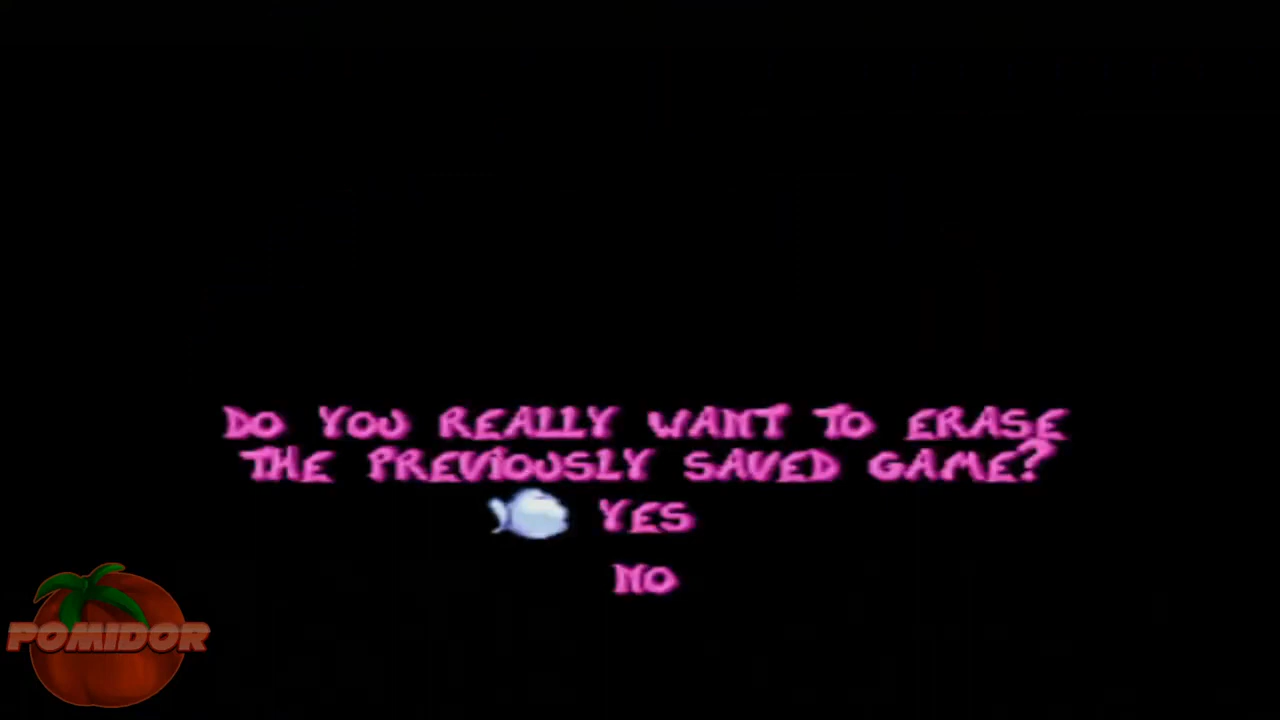 DO YOU REALLY WANT TO ERASE
THE PREVIOUSLY SAVED GAME?
YES
NO
POMIDOR